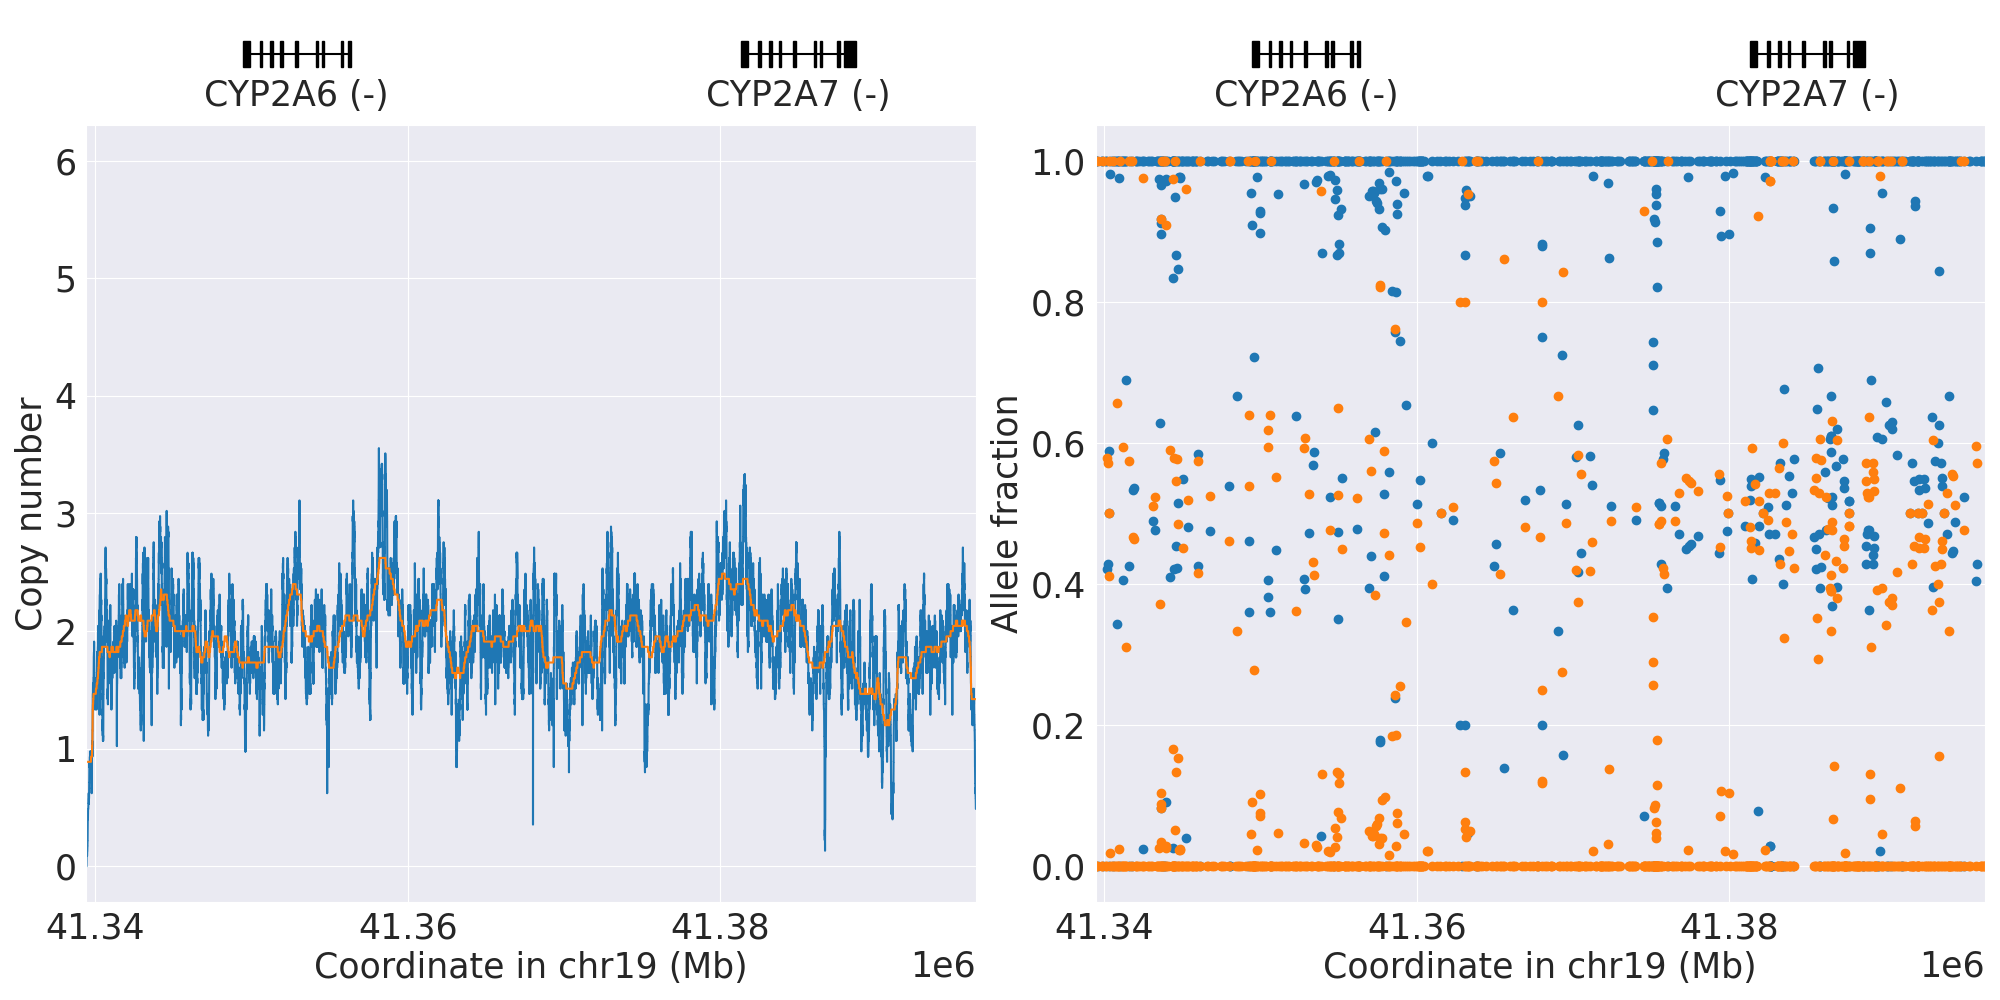 CYP2A6 (-)
CYP2A7 (-)
Copy number
6
5
4
3
2
1
0
41.34
41.36
41.38
Coordinate in chr19 (Mb)
1e6
CYP2A6 (-)
CYP2A7 (-)
Allele fraction
1.0
0.8
0.6
0.4
0.2
0.0
41.34
41.36
41.38
Coordinate in chr19 (Mb)
1e6